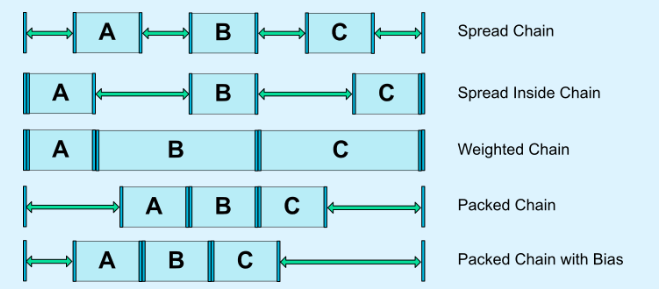 A B C Spread Chain
A B C Spread Inside Chain
A B C Weighted Chain
A B C Packed Chain
A B C Packed Chain with Bias